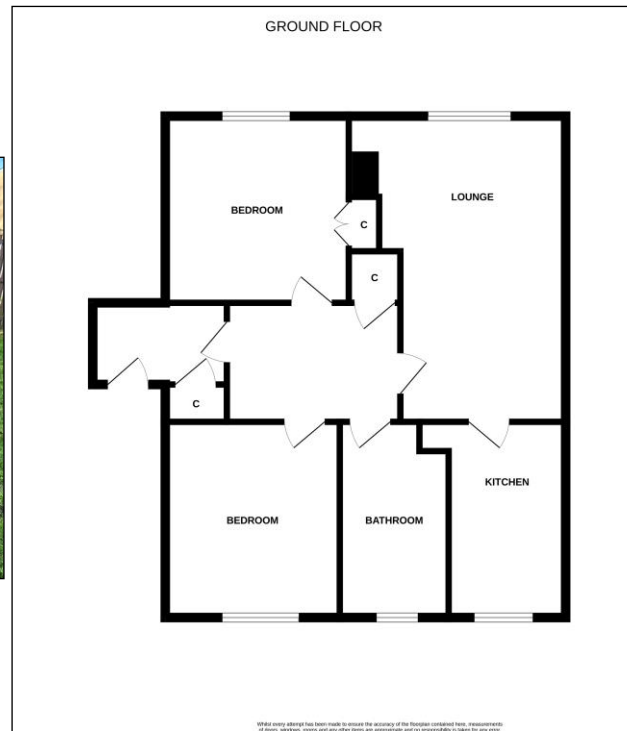 GROUND FLOOR
BEDROOM
LOUNGE
C
C
C
KITCHEN
BEDROOM
BATHROOM
Whilst every attempt has been made to ensure the accuracy of the floorplan contained here, measurements
of doors, windows, rooms and any other items are approximate and no responsibility is taken for any error,